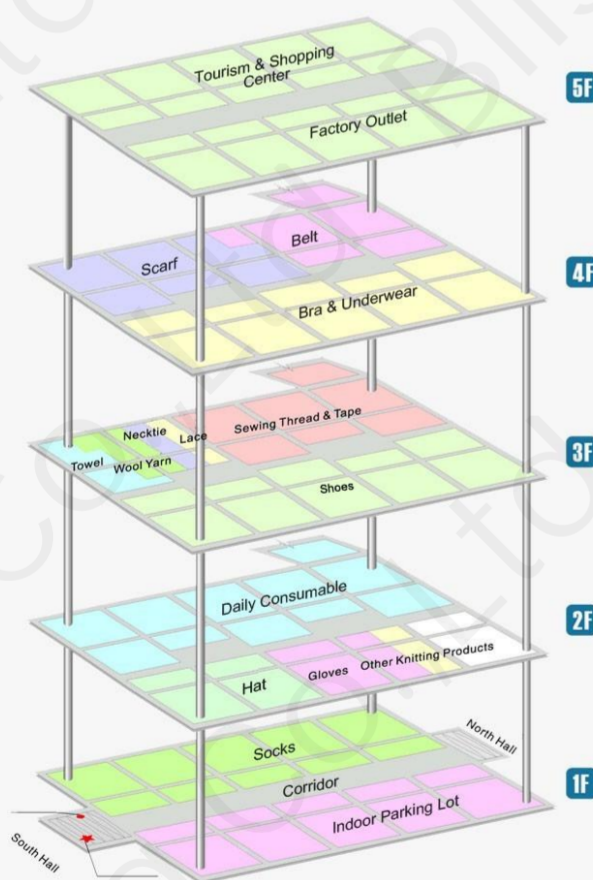 Tourism & Shopping
Center
Factory Outlet
5F
Scarf
Belt
Bra & Underwear
4F
Necktie
Lace
Sewing Thread & Tape
Towel
Wool Yarn
Shoes
3F
Daily Consumable
Hat
Gloves
Other Knitting Products
2F
Socks
North Hall
Corridor
Indoor Parking Lot
1F
South Hall